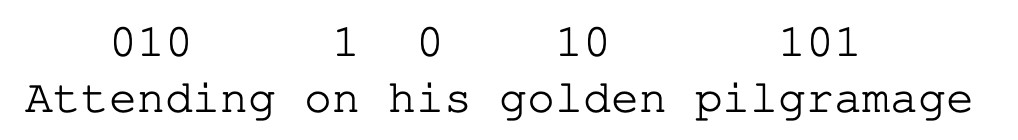 010 1 0 10 101
Attending on his golden pilgramage